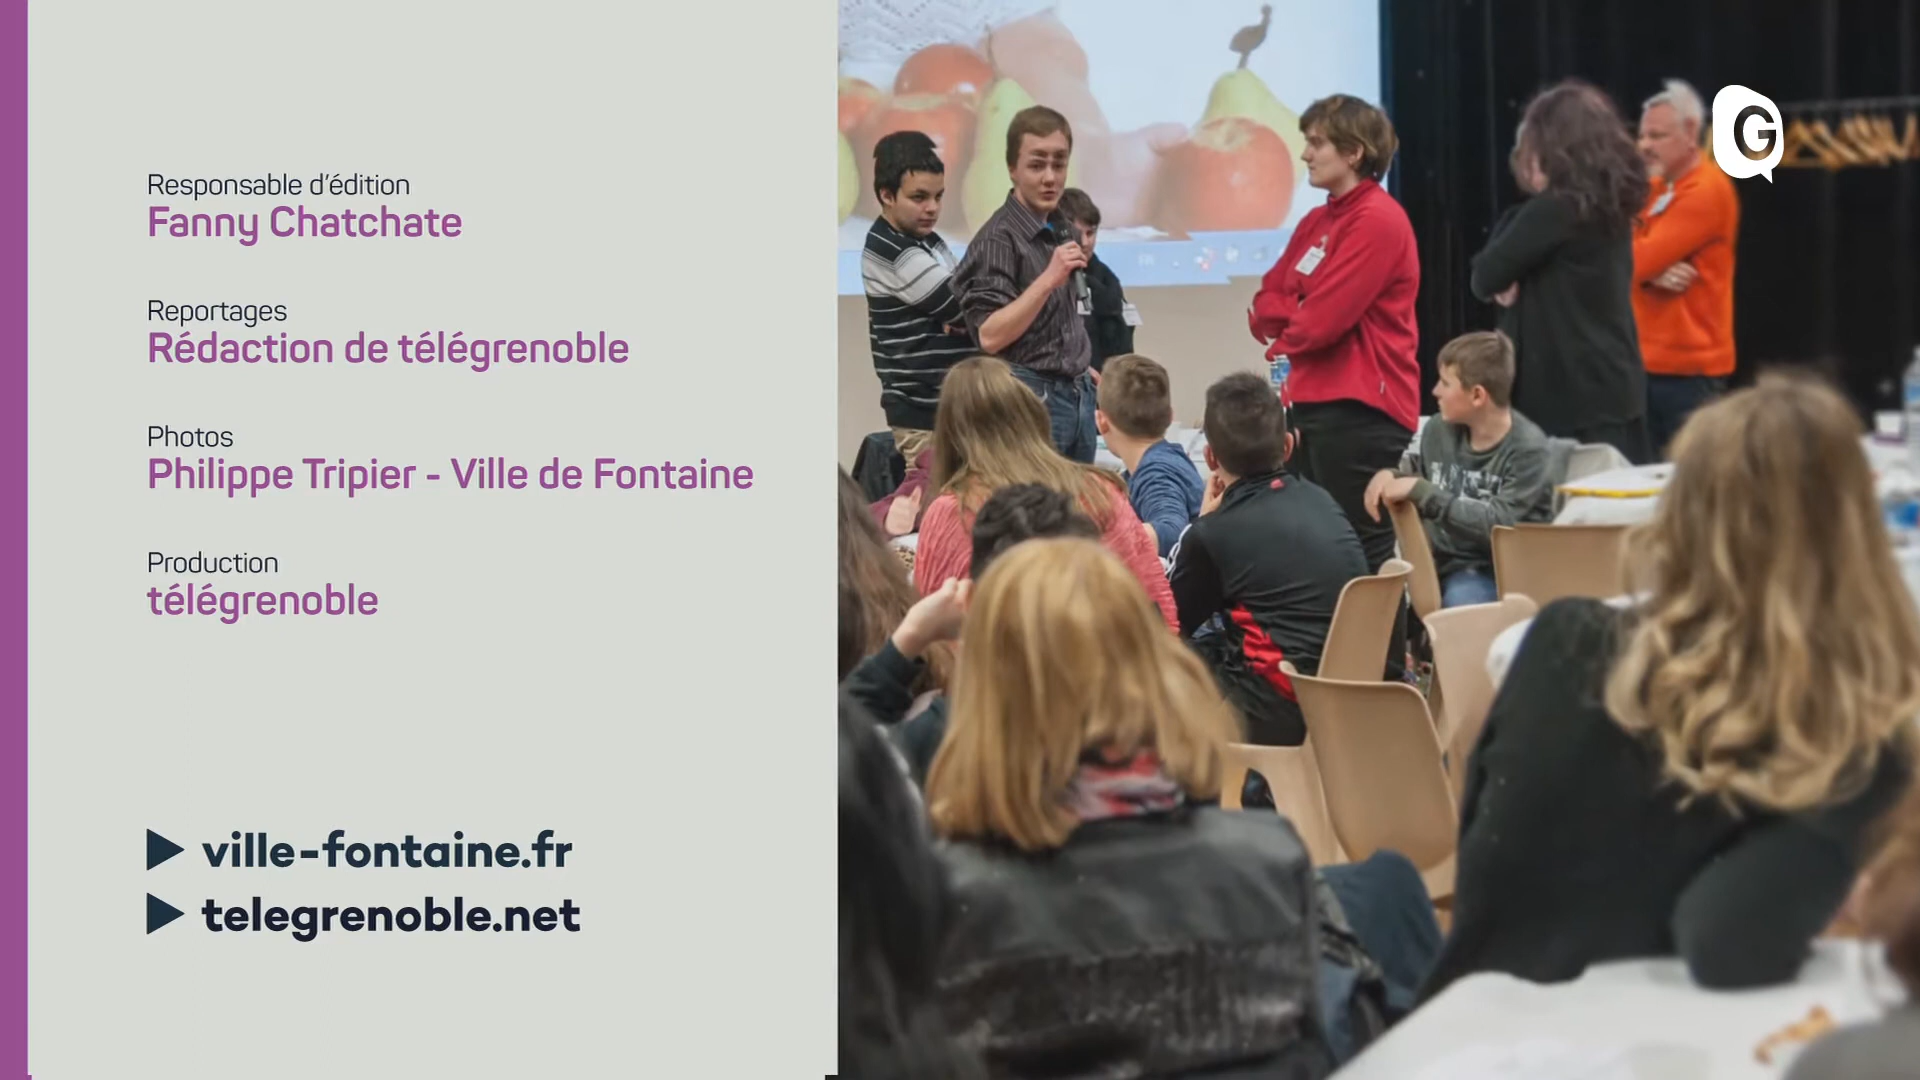 Responsable d'édition
Fanny Chatchate
Reportages
Rédaction de télégrenoble
Photos
Philippe Tripier - Ville de Fontaine
Production
télégrenoble
ville-fontaine.fr
telegrenoble.net
G